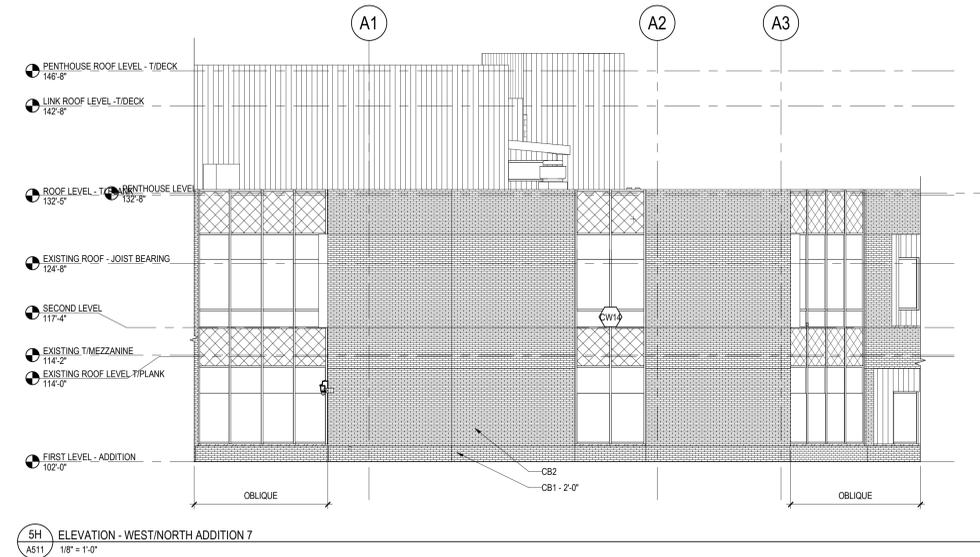 A1
A2
A3
PENTHOUSE ROOF LEVEL - T/DECK
146'-8"
LINK ROOF LEVEL -T/DECK
142'-8"
ROOF LEVEL -
132'-5"
PENTHOUSE LEVEL
132'-8"
EXISTING ROOF - JOIST BEARING
124'-8"
SECOND LEVEL
117'-4"
CW14
EXISTING T/MEZZANINE
114'-2"
EXISTING ROOF LEVEL T/PLANK
114'-0"
FIRST LEVEL - ADDITION
102'-0"
CB2
CB1 - 2'-0"
OBLIQUE
OBLIQUE
5H
A511
ELEVATION - WEST/NORTH ADDITION 7
1/8" = 1'-0"